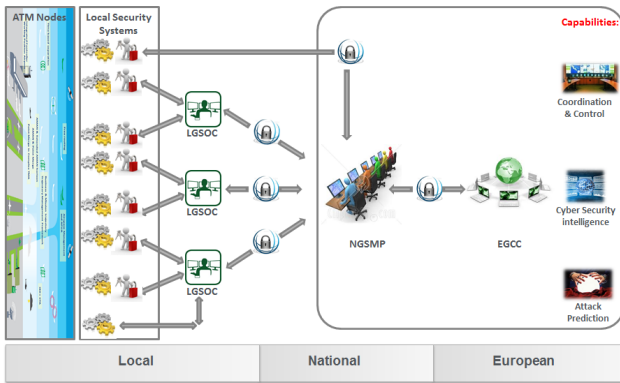 ATM Nodes
Local Security
Systems
Capabilities:
LGSOC
LGSOC
LGSOC
NGSMP
EGCC
Coordination
& Control
Cyber Security
intelligence
Attack
Prediction
Local
National
European